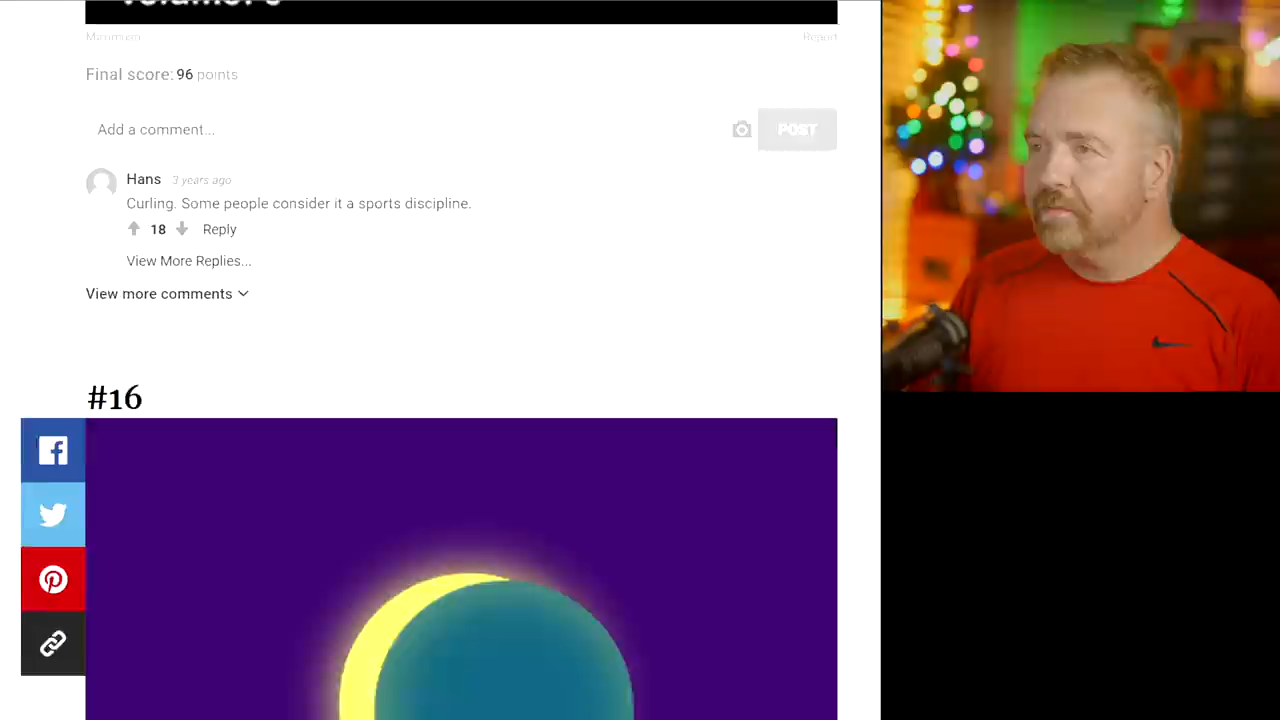 Report
Final score: 96 points
Add a comment...
POST
Hans 3 years ago
Curling. Some people consider it a sports discipline.
18 Reply
View More Replies...
View more comments
#16